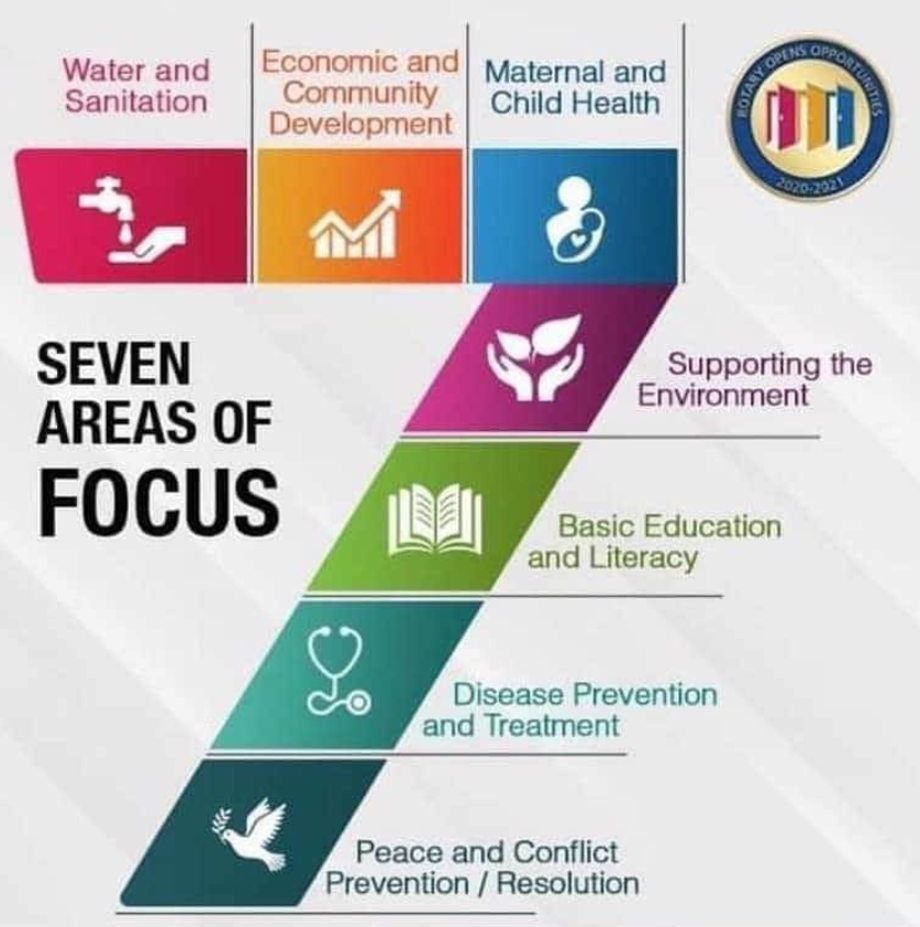 Water and
Sanitation
Economic and
Community
Development
Maternal and
Child Health
ROTARY OPENS OPPORTUNITIES
2020-2021
SEVEN
AREAS OF
FOCUS
Supporting the
Environment
Basic Education
and Literacy
Disease Prevention
and Treatment
Peace and Conflict
Prevention / Resolution